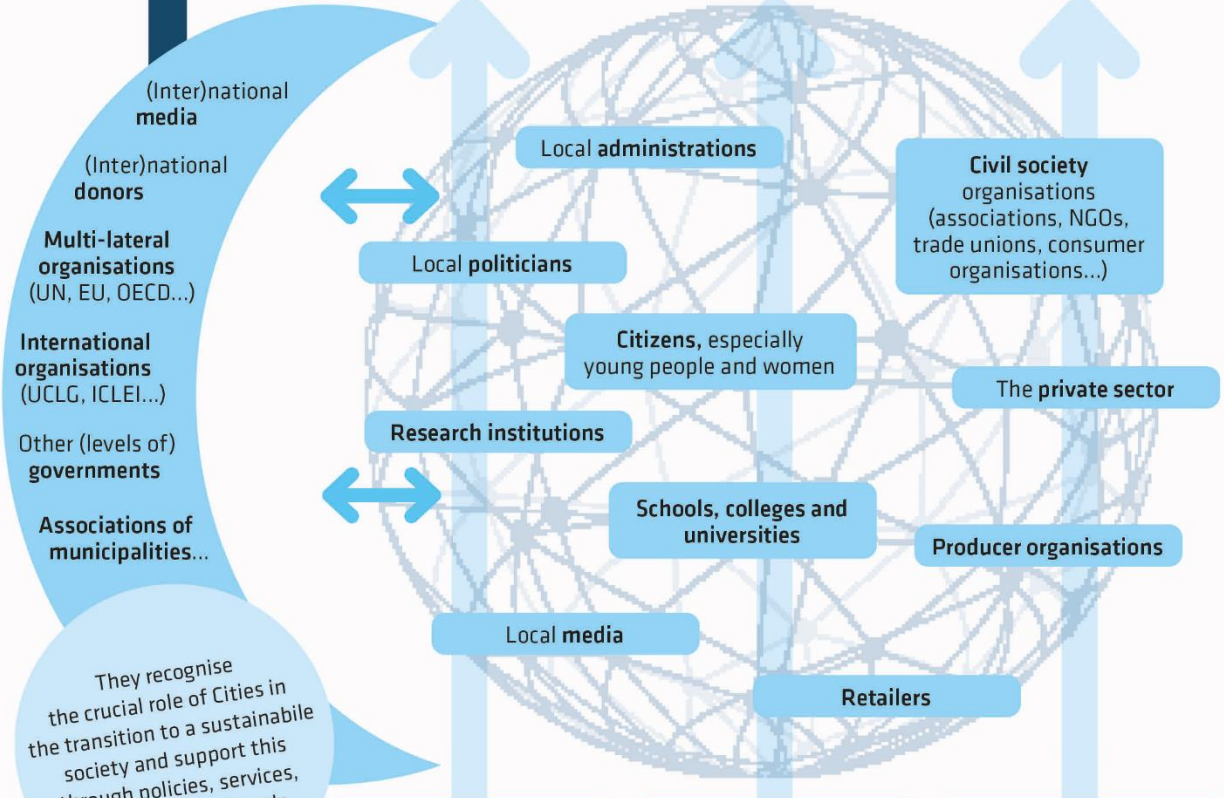 (Inter)national
media
(Inter)national
donors
Multi-lateral
organisations
(UN, EU, OECD...)
International
organisations
(UCLG, ICLEI...)
Other (levels of)
governments
Associations of
municipalities...
They recognise
the crucial role of Cities in
the transition to a sustainabile
society and support this
through policies, services,
Local administrations
Civil society
organisations
(associations, NGOs,
trade unions, consumer
organisations...)
Local politicians
Citizens, especially
young people and women
The private sector
Research institutions
Schools, colleges and
universities
Producer organisations
Local media
Retailers